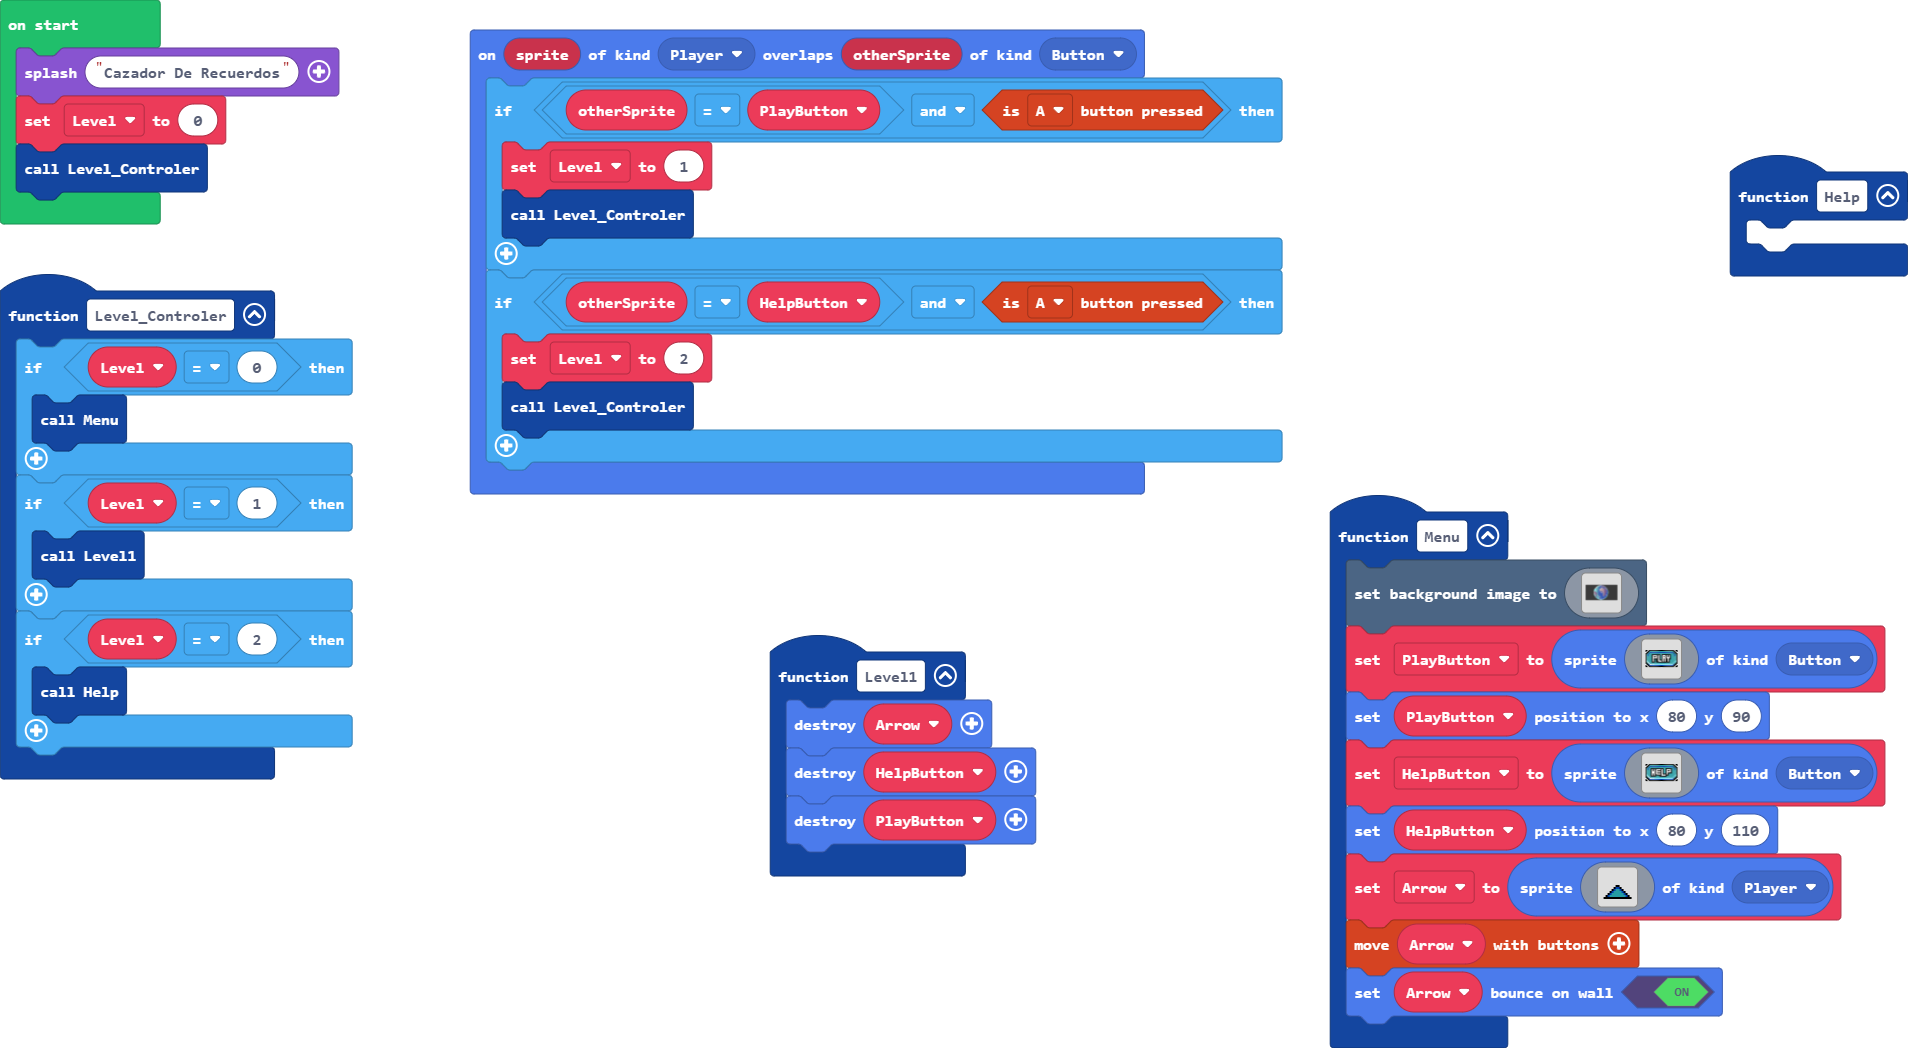 on start
splash "Cazador De Recuerdos"
set Level to 0
call Level_Controler
function Level_Controler
if Level = 0 then
call Menu
if Level = 1 then
call Level1
if Level = 2 then
call Help
on sprite of kind Player overlaps otherSprite of kind Button
if otherSprite = PlayButton and is A button pressed then
set Level to 1
call Level_Controler
if otherSprite = HelpButton and is A button pressed then
set Level to 2
call Level_Controler
function Level1
destroy Arrow
destroy HelpButton
destroy PlayButton
function Help
function Menu
set background image to
set PlayButton to sprite PLAY of kind Button
set PlayButton position to x 80 y 90
set HelpButton to sprite HELP of kind Button
set HelpButton position to x 80 y 110
set Arrow to sprite of kind Player
move Arrow with buttons
set Arrow bounce on wall ON